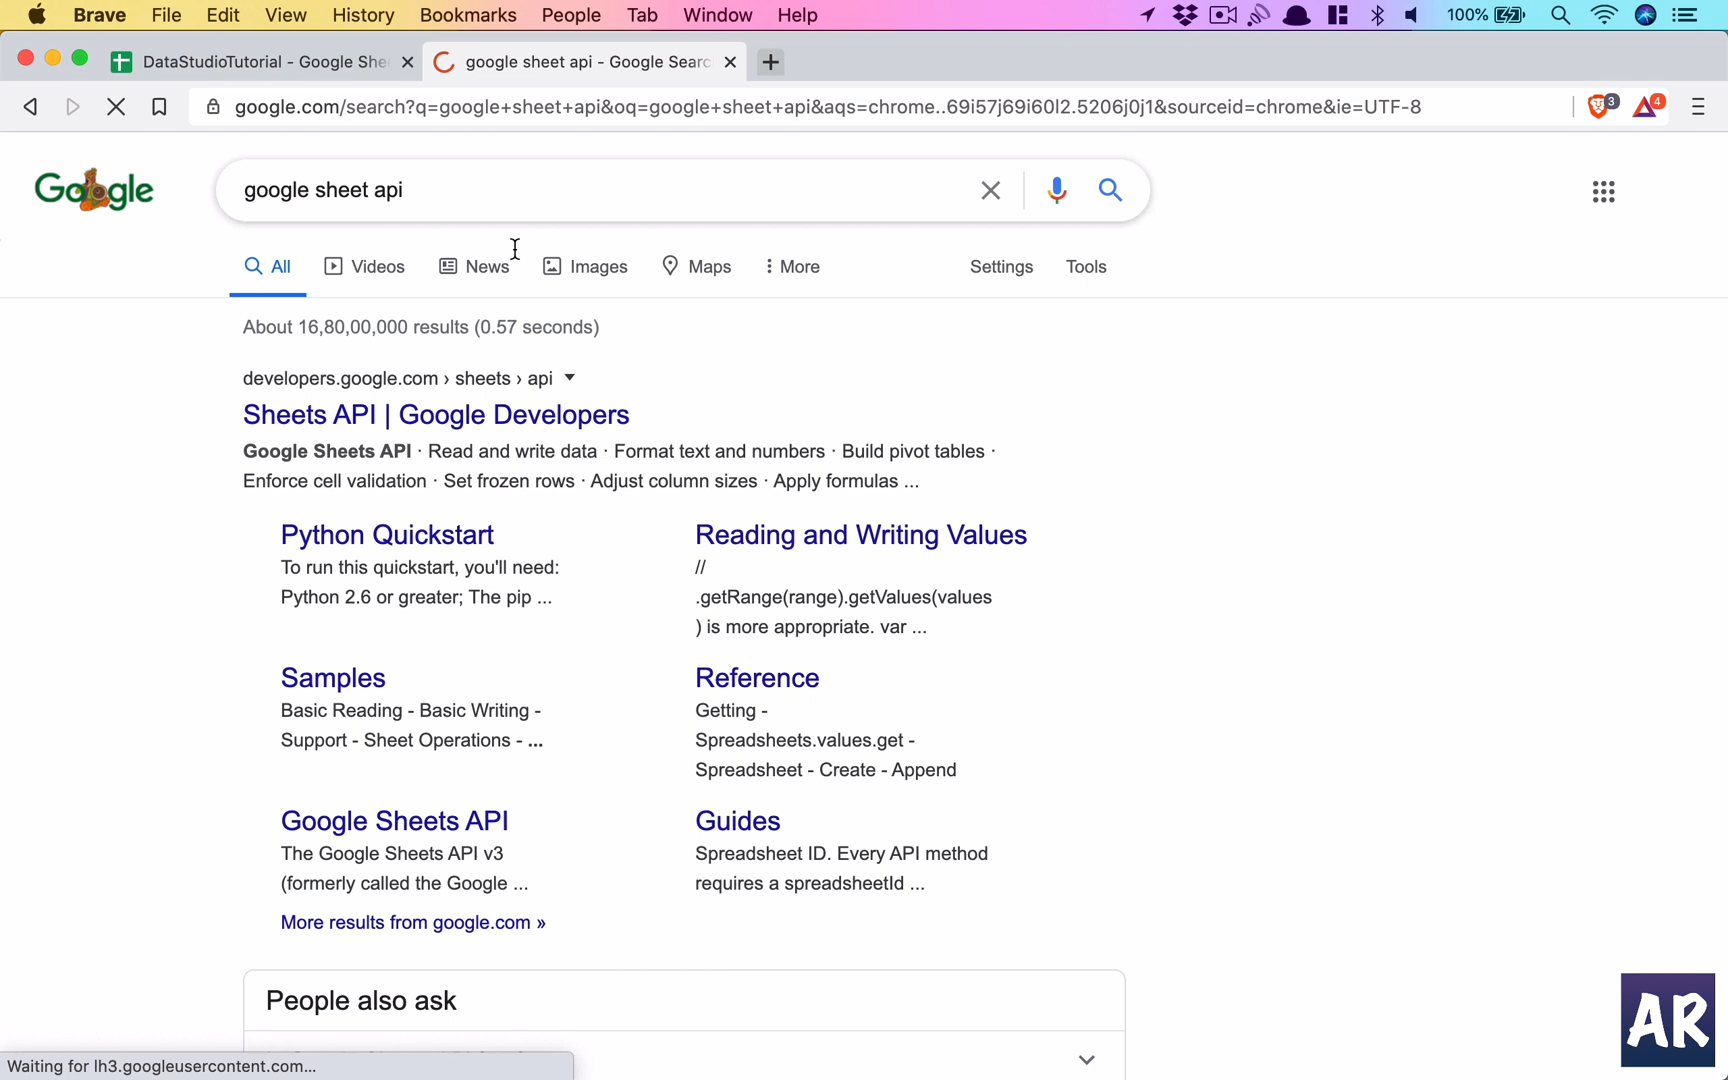 Brave File Edit View History Bookmarks People Tab Window Help 100%
DataStudioTutorial - Google She google sheet api - Google Searc
google.com/search?q=google+sheet+api&oq=google+sheet+api&aqs=chrome..69i57j69i60l2.5206j0j1&sourceid=chrome&ie=UTF-8 3 4
Google google sheet api
All Videos News Images Maps More Settings Tools
About 16,80,00,000 results (0.57 seconds)
developers.google.com › sheets › api
Sheets API | Google Developers
Google Sheets API · Read and write data · Format text and numbers · Build pivot tables ·
Enforce cell validation · Set frozen rows · Adjust column sizes · Apply formulas ...
Python Quickstart
To run this quickstart, you'll need:
Python 2.6 or greater; The pip ...
Reading and Writing Values
//
.getRange(range).getValues(values
) is more appropriate. var ...
Samples
Basic Reading - Basic Writing -
Support - Sheet Operations - ...
Reference
Getting -
Spreadsheets.values.get -
Spreadsheet - Create - Append
Google Sheets API
The Google Sheets API v3
(formerly called the Google ...
Guides
Spreadsheet ID. Every API method
requires a spreadsheetId ...
More results from google.com »
People also ask
Waiting for lh3.googleusercontent.com...
AR